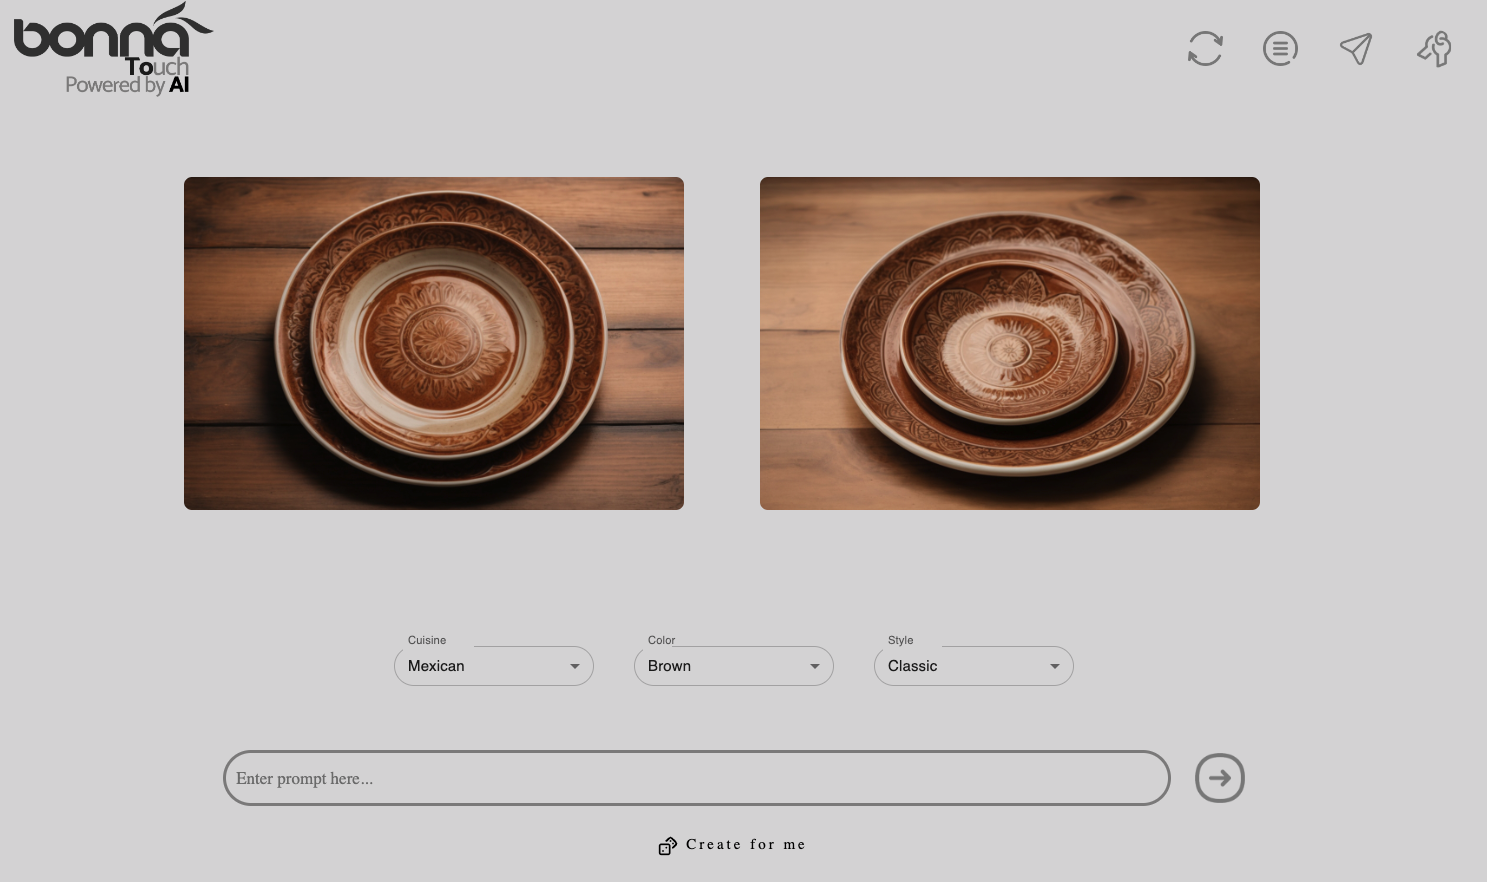 bonna
Touch
Powered by AI
Cuisine
Mexican
Color
Brown
Style
Classic
Enter prompt here...
Create for me